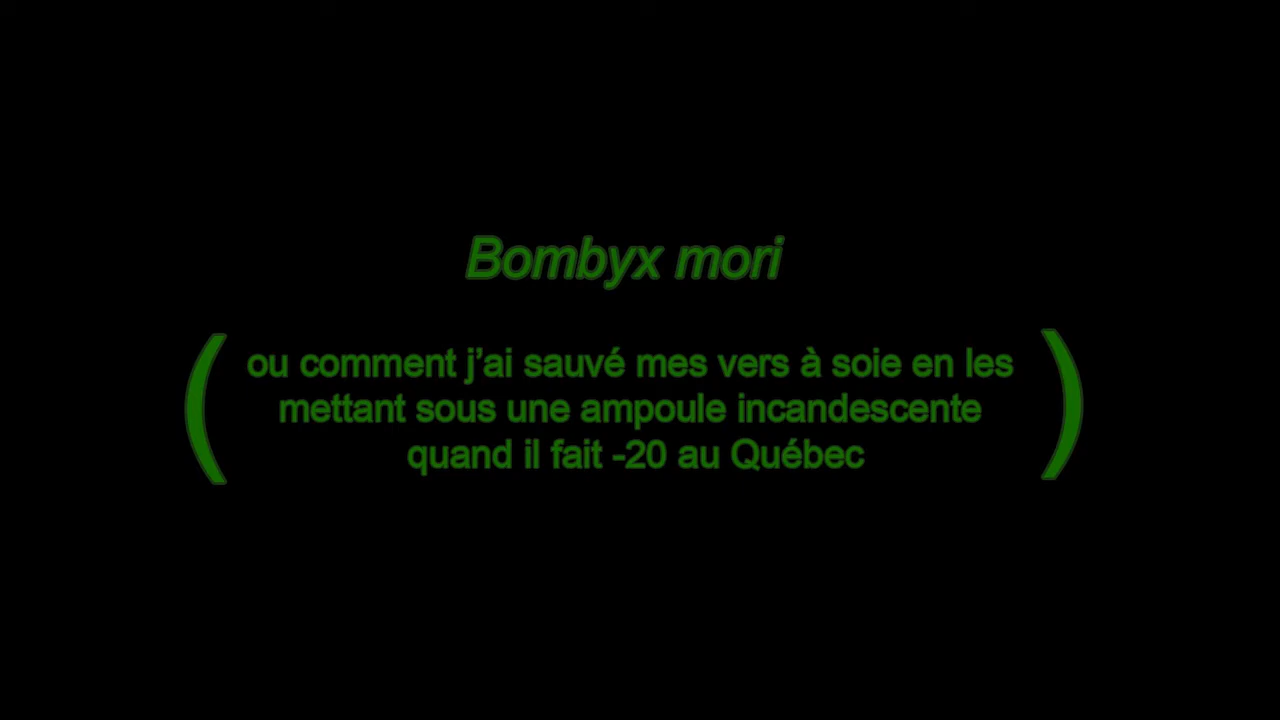 Bombyx mori
( ou comment j’ai sauvé mes vers à soie en les
mettant sous une ampoule incandescente
quand il fait -20 au Québec )